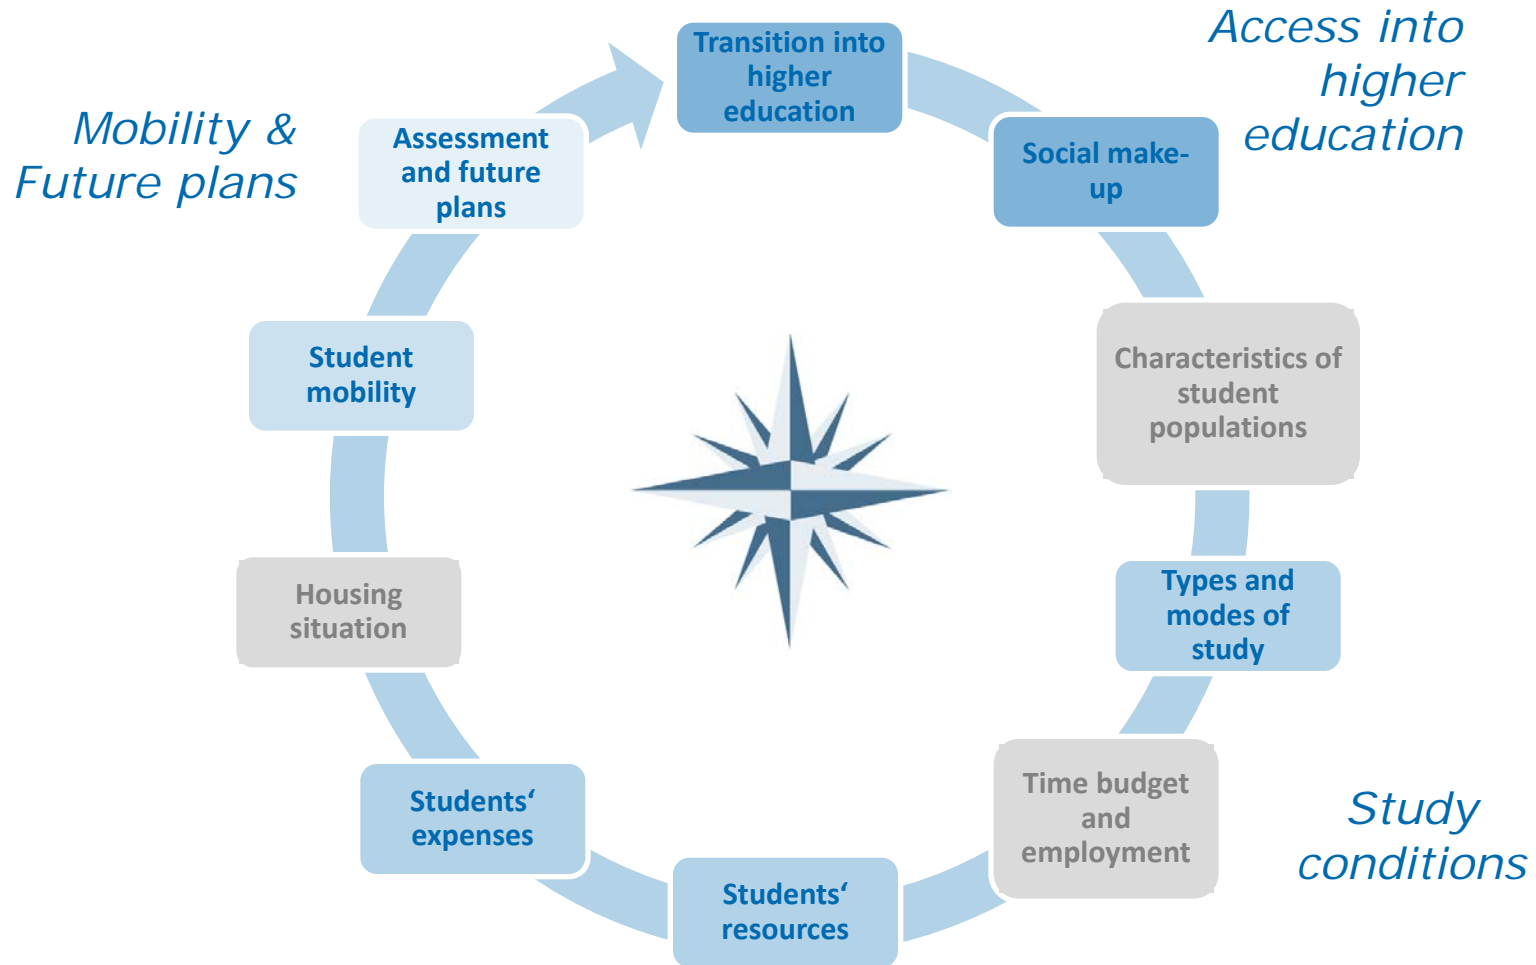 Transition into
higher
education
Access into
higher
education
Social make-
up
Characteristics of
student
populations
Types and
modes of
study
Time budget
and
employment
Study
conditions
Students‘
resources
Students‘
expenses
Housing
situation
Student
mobility
Assessment
and future
plans
Mobility &
Future plans